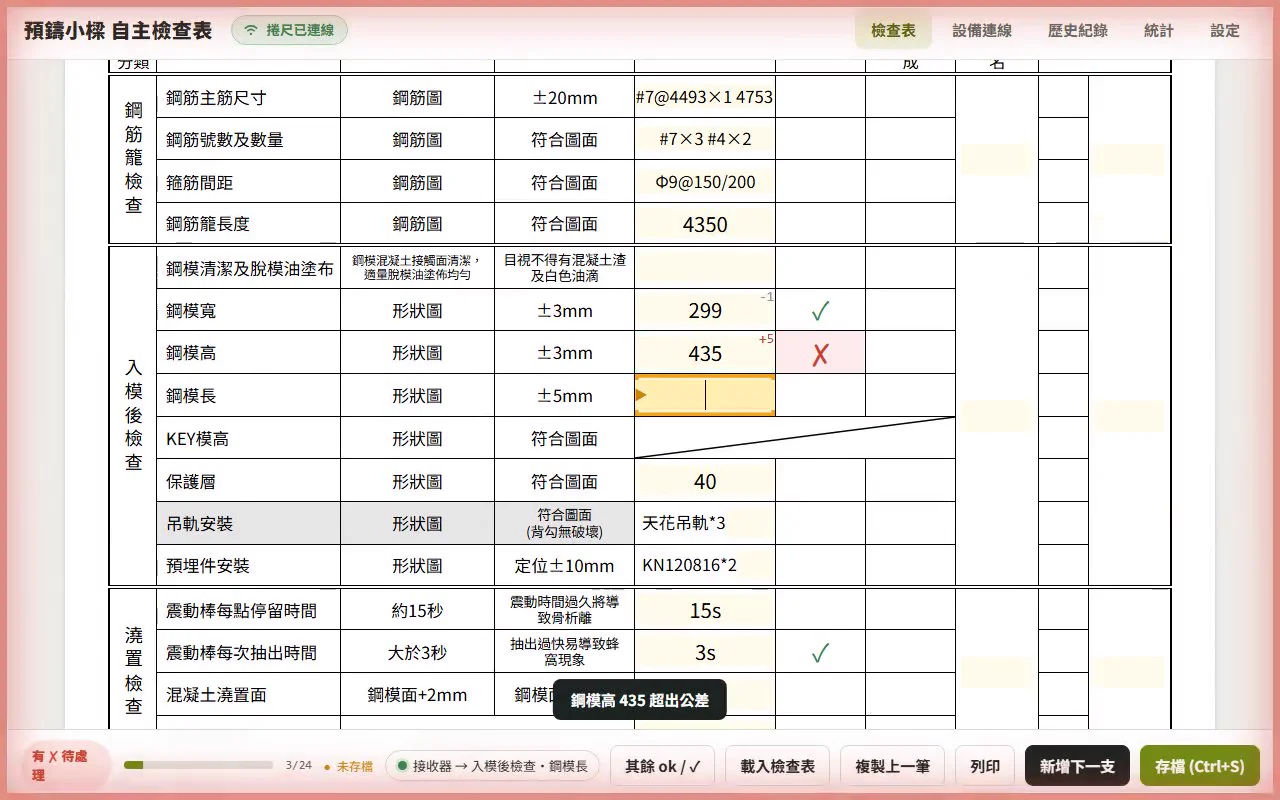 預鑄小樑 自主檢查表 捲尺已連線 檢查表 設備連線 歷史紀錄 統計 設定
分類 成 名
鋼筋籠檢查
鋼筋主筋尺寸 鋼筋圖 ±20mm #7@4493×1 4753
鋼筋號數及數量 鋼筋圖 符合圖面 #7×3 #4×2
箍筋間距 鋼筋圖 符合圖面 Φ9@150/200
鋼筋籠長度 鋼筋圖 符合圖面 4350
入模後檢查
鋼模清潔及脫模油塗布 鋼模混凝土接觸面清潔，
適量脫模油塗佈均勻 目視不得有混凝土渣
及白色油滴
鋼模寬 形狀圖 ±3mm 299 -1 ✓
鋼模高 形狀圖 ±3mm 435 +5 ✗
鋼模長 形狀圖 ±5mm
KEY模高 形狀圖 符合圖面
保護層 形狀圖 符合圖面 40
吊軌安裝 形狀圖 符合圖面
(背勾無破壞) 天花吊軌*3
預埋件安裝 形狀圖 定位±10mm KN120816*2
澆置檢查
震動棒每點停留時間 約15秒 震動時間過久將導
致骨析離 15s
震動棒每次抽出時間 大於3秒 抽出過快易導致蜂
窩現象 3s ✓
混凝土澆置面 鋼模面+2mm 鋼模
鋼模高 435 超出公差
有 ✗ 待處
理 3/24 未存檔 接收器 → 入模後檢查・鋼模長 其餘 ok / ✓ 載入檢查表 複製上一筆 列印 新增下一支 存檔 (Ctrl+S)